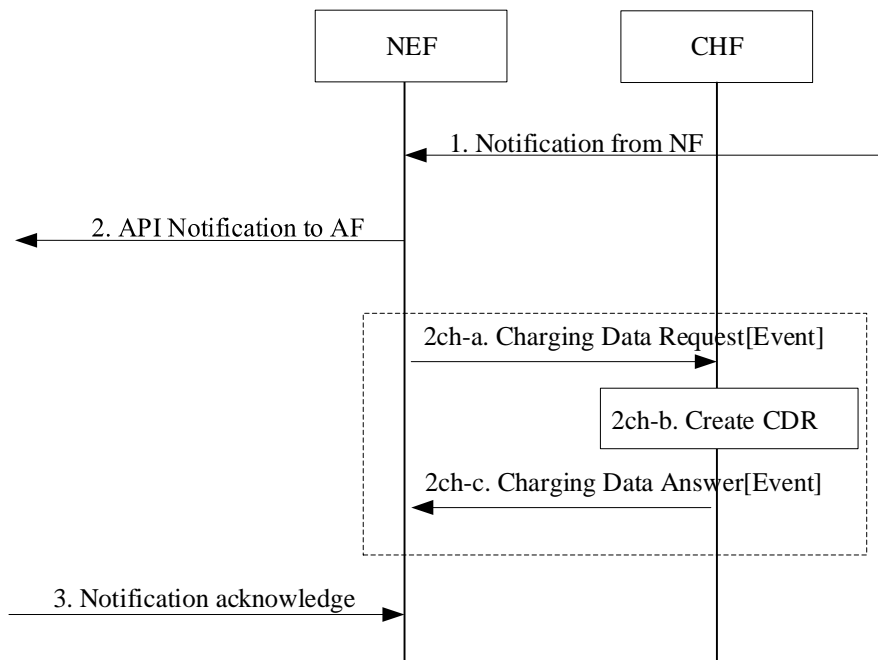 NEF
CHF
1. Notification from NF
2. API Notification to AF
2ch-a. Charging Data Request[Event]
2ch-b. Create CDR
2ch-c. Charging Data Answer[Event]
3. Notification acknowledge